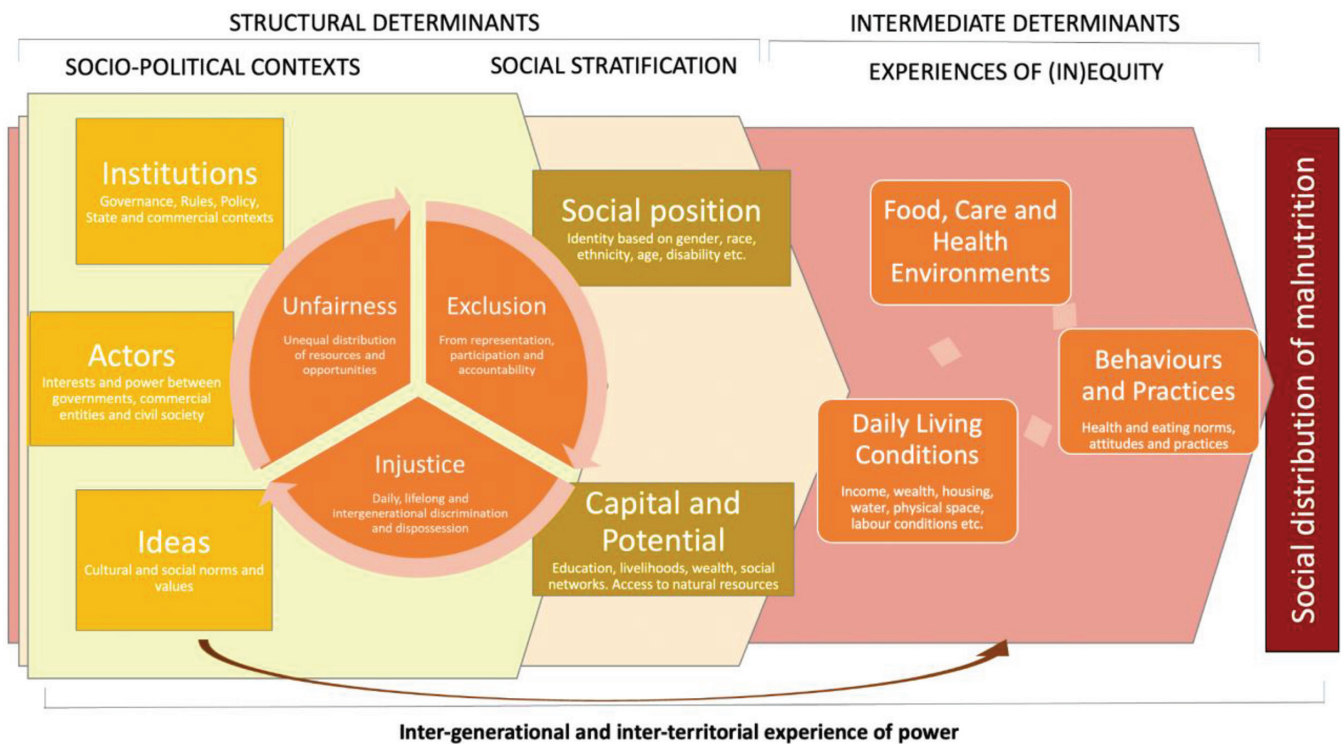 STRUCTURAL DETERMINANTS
INTERMEDIATE DETERMINANTS
SOCIO-POLITICAL CONTEXTS
SOCIAL STRATIFICATION
EXPERIENCES OF (IN)EQUITY
Institutions
Governance, Rules, Policy,
State and commercial contexts
Actors
Interests and power between
governments, commercial
entities and civil society
Ideas
Cultural and social norms and
values
Unfairness
Unequal distribution
of resources and
opportunities
Exclusion
From representation,
participation and
accountability
Injustice
Daily, lifelong and
intergenerational discrimination
and dispossession
Social position
Identity based on gender, race,
ethnicity, age, disability etc.
Capital and
Potential
Education, livelihoods, wealth, social
networks. Access to natural resources
Food, Care and
Health
Environments
Daily Living
Conditions
Income, wealth, housing,
water, physical space,
labour conditions etc.
Behaviours
and Practices
Health and eating norms,
attitudes and practices
Social distribution of malnutrition
Inter-generational and inter-territorial experience of power